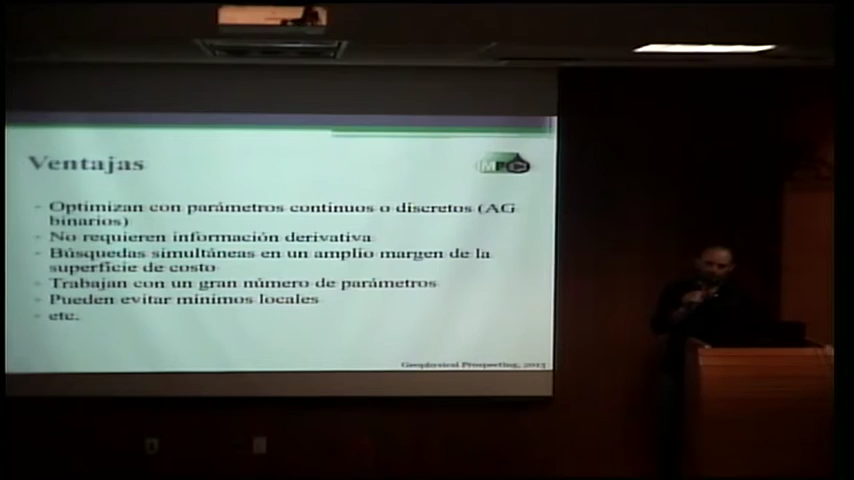 Ventajas
- Optimizan con parámetros continuos o discretos (AG
binarios)
- No requieren información derivativa
- Búsquedas simultáneas en un amplio margen de la
superficie de costo
- Trabajan con un gran número de parámetros
- Pueden evitar mínimos locales
- etc.
Geophysical Prospecting, 2013